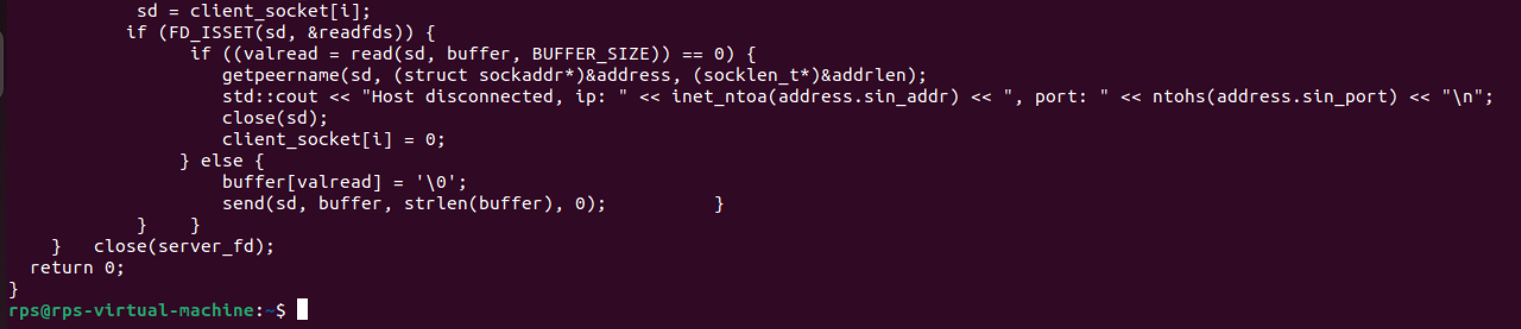 sd = client_socket[i];
if (FD_ISSET(sd, &readfds)) {
if ((valread = read(sd, buffer, BUFFER_SIZE)) == 0) {
getpeername(sd, (struct sockaddr*)&address, (socklen_t*)&addrlen);
std::cout << "Host disconnected, ip: " << inet_ntoa(address.sin_addr) << ", port: " << ntohs(address.sin_port) << "\n";
close(sd);
client_socket[i] = 0;
} else {
buffer[valread] = '\0';
send(sd, buffer, strlen(buffer), 0);          }
}    }
}   close(server_fd);
return 0;
}
rps@rps-virtual-machine:~$